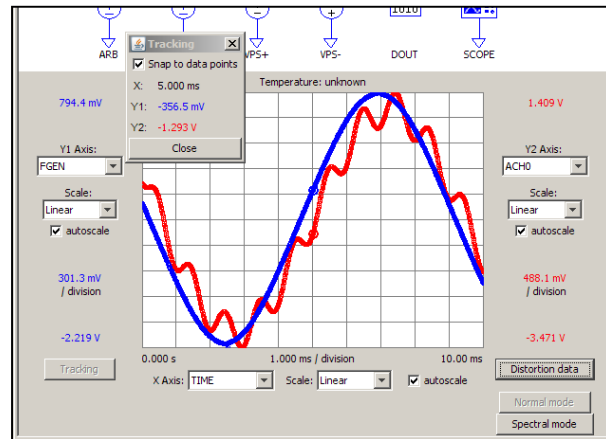 1010
ARB
VPS+
VPS-
DOUT
SCOPE
Tracking
Snap to data points
X: 5.000 ms
Y1: -356.5 mV
Y2: -1.293 V
Close
Temperature: unknown
794.4 mV
Y1 Axis:
FGEN
Scale:
Linear
autoscale
301.3 mV
/ division
-2.219 V
Tracking
1.409 V
Y2 Axis:
ACH0
Scale:
Linear
autoscale
488.1 mV
/ division
-3.471 V
0.000 s
1.000 ms / division
10.00 ms
X Axis: TIME
Scale: Linear
autoscale
Distortion data
Normal mode
Spectral mode